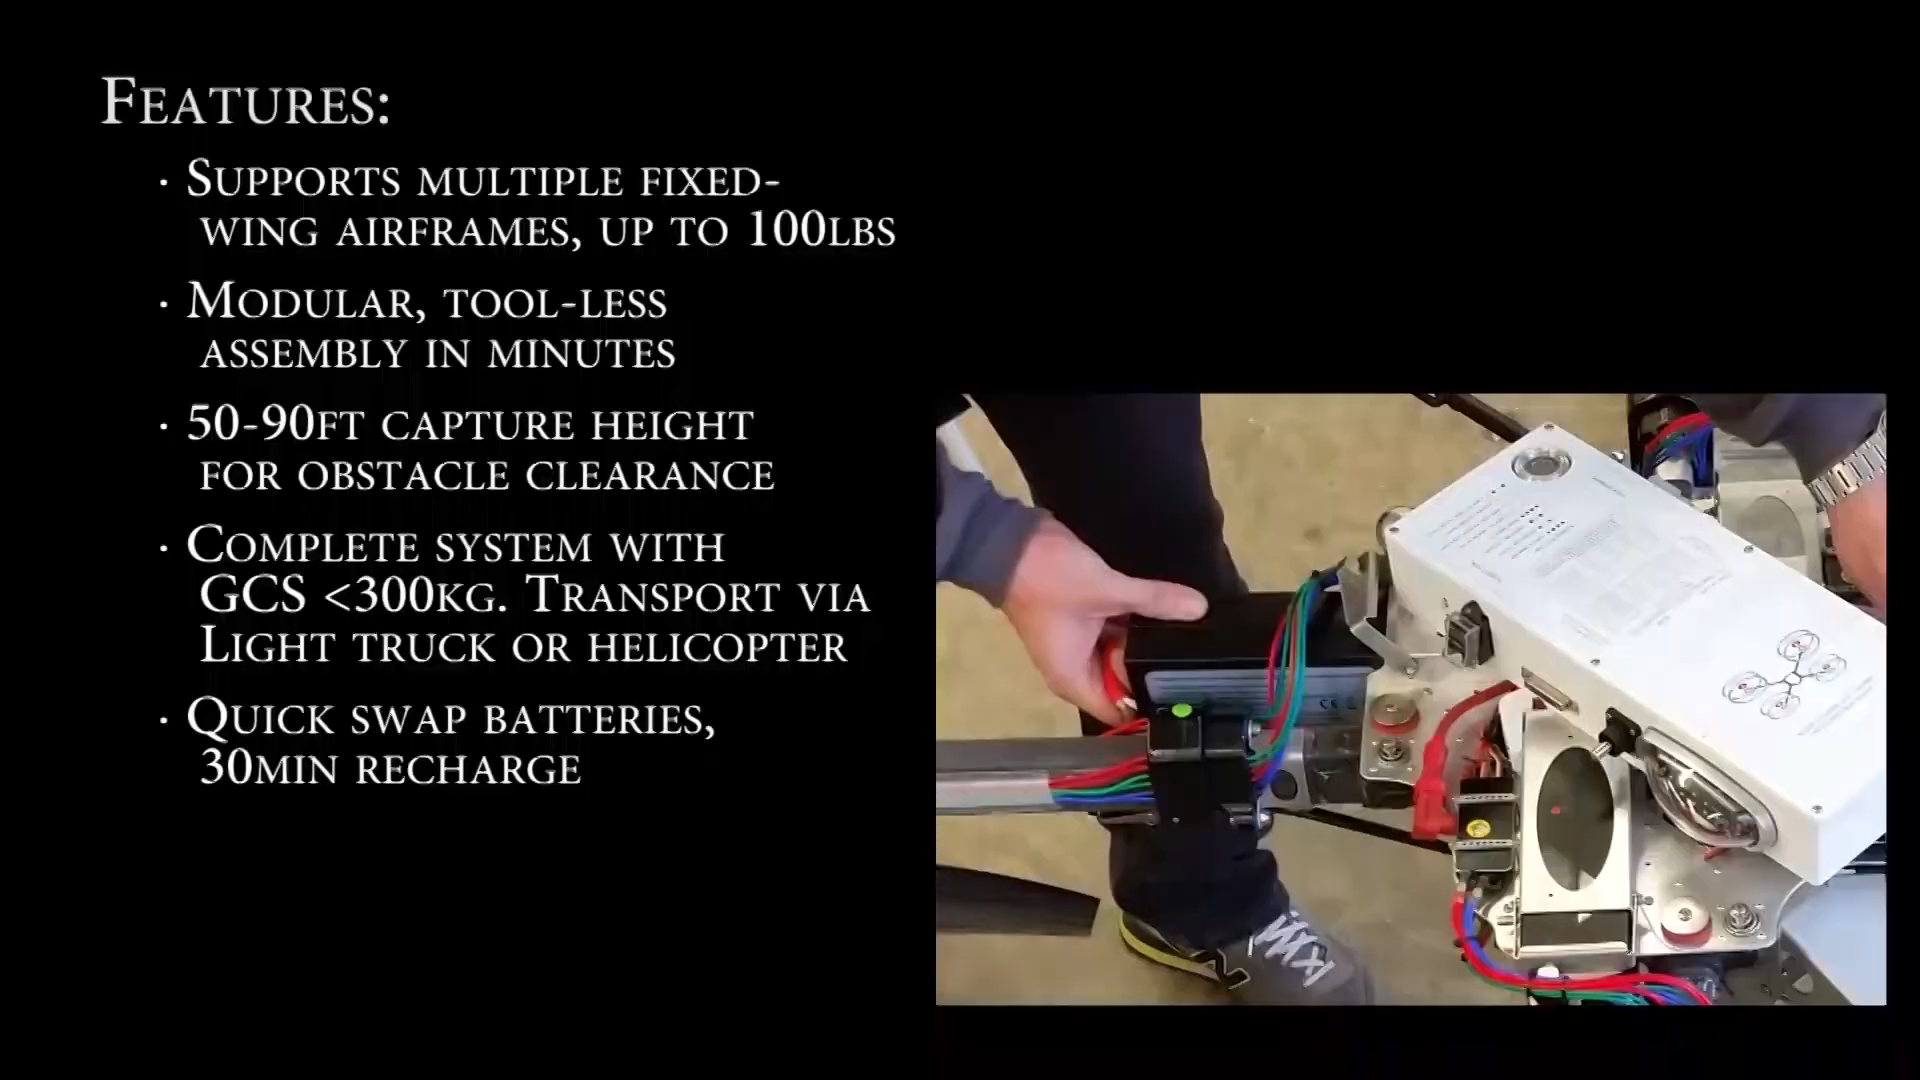 FEATURES:
· SUPPORTS MULTIPLE FIXED-
WING AIRFRAMES, UP TO 100LBS
· MODULAR, TOOL-LESS
ASSEMBLY IN MINUTES
· 50-90FT CAPTURE HEIGHT
FOR OBSTACLE CLEARANCE
· COMPLETE SYSTEM WITH
GCS <300KG. TRANSPORT VIA
LIGHT TRUCK OR HELICOPTER
· QUICK SWAP BATTERIES,
30MIN RECHARGE